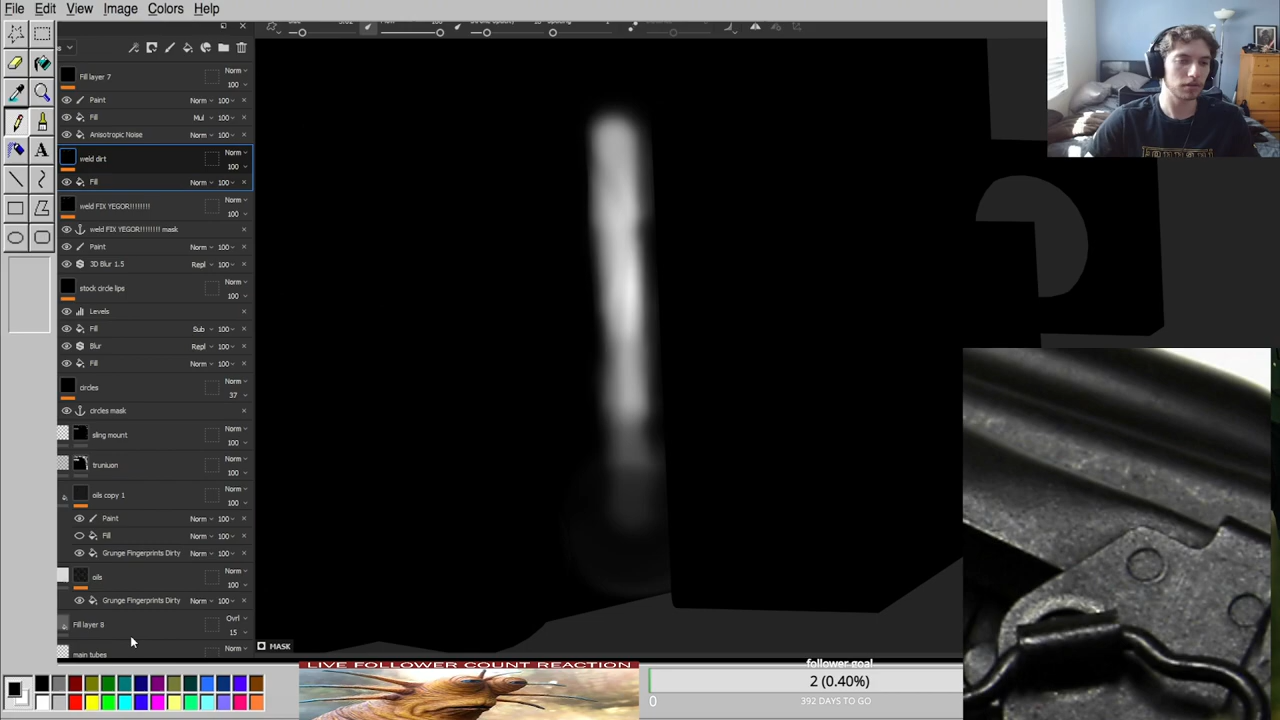 File Edit View Image Colors Help
Fill layer 7 Norm 100
Paint Norm 100
Fill Mul 100
Anisotropic Noise Norm 100
weld dirt Norm 100
Fill Norm 100
weld FIX YEGOR!!!!!!!! Norm 100
weld FIX YEGOR!!!!!!!! mask
Paint Norm 100
3D Blur 1.5 Repl 100
stock circle lips Norm 100
Levels
Fill Sub 100
Blur Repl 100
Fill Norm 100
circles Norm 37
circles mask
sling mount Norm 100
truniuon Norm 100
oils copy 1 Norm 100
Paint Norm 100
Fill Norm 100
Grunge Fingerprints Dirty Norm 100
oils Norm 100
Grunge Fingerprints Dirty Norm 100
Fill layer 8 Ovrl 15
main tubes Norm
MASK
LIVE FOLLOWER COUNT REACTION
follower goal
2 (0.40%)
0
392 DAYS TO GO